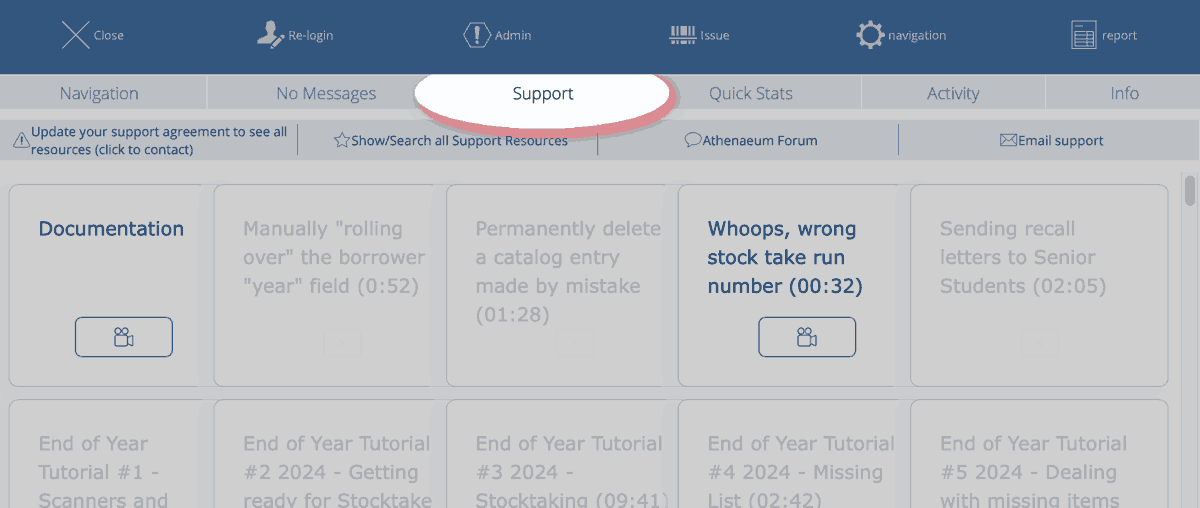 Close
Re-login
Admin
Issue
navigation
report
Navigation
No Messages
Support
Quick Stats
Activity
Info
Update your support agreement to see all
resources (click to contact)
Show/Search all Support Resources
Athenaeum Forum
Email support
Documentation
Manually "rolling
over" the borrower
"year" field (0:52)
Permanently delete
a catalog entry
made by mistake
(01:28)
Whoops, wrong
stock take run
number (00:32)
Sending recall
letters to Senior
Students (02:05)
End of Year
Tutorial #1 -
Scanners and
End of Year Tutorial
#2 2024 - Getting
ready for Stocktake
End of Year Tutorial
#3 2024 -
Stocktaking (09:41)
End of Year Tutorial
#4 2024 - Missing
List (02:42)
End of Year Tutorial
#5 2024 - Dealing
with missing items